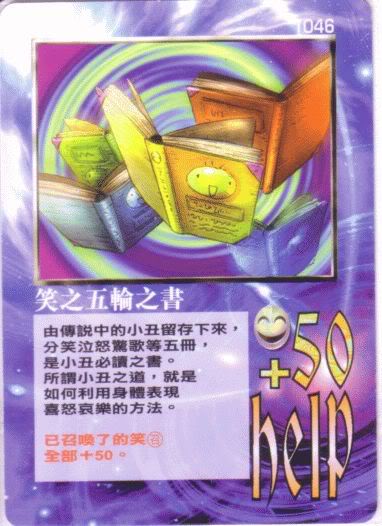 T046
笑之五輪之書
由傳說中的小丑留存下來,
分笑泣怒驚歌等五冊,
是小丑必讀之書。
所謂小丑之道,就是
如何利用身體表現
喜怒哀樂的方法。
已召喚了的笑
全部+50。
+50
help